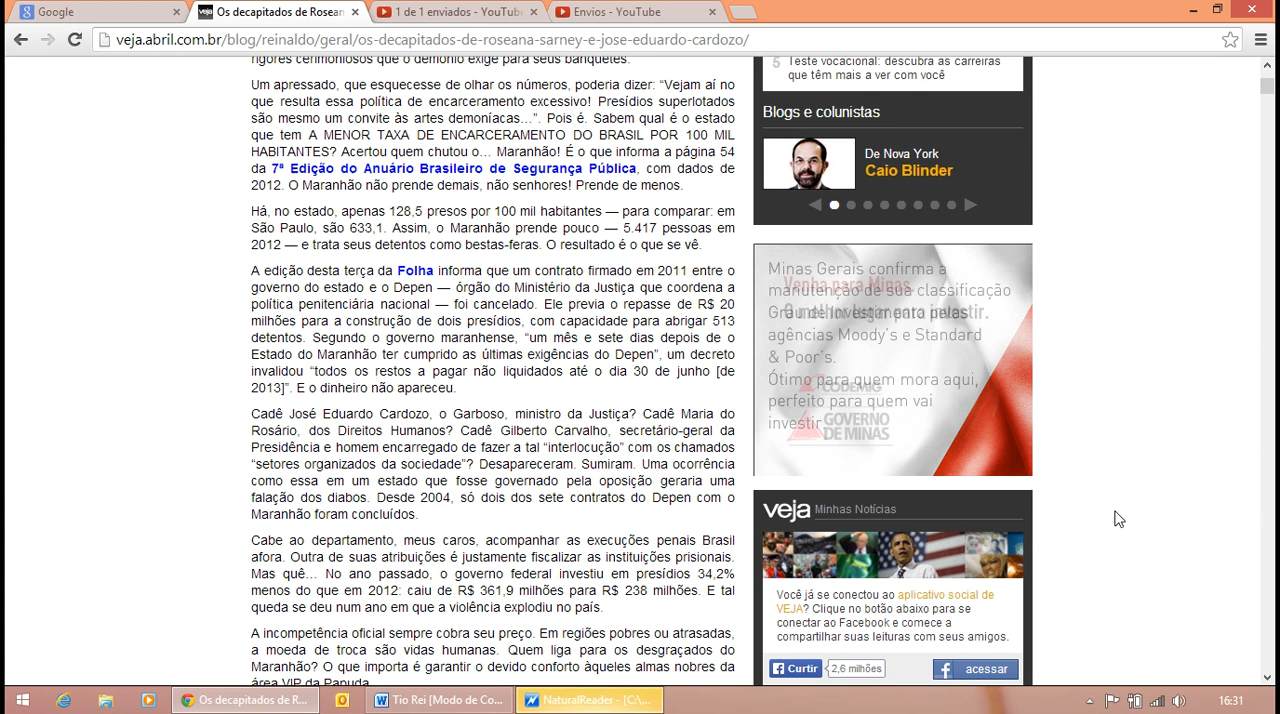 Google
Os decapitados de Rosean
1 de 1 enviados - YouTub
Envios - YouTube
veja.abril.com.br/blog/reinaldo/geral/os-decapitados-de-roseana-sarney-e-jose-eduardo-cardozo/
rigores cerimoniosos que o demônio exige para seus banquetes.
Um apressado, que esquecesse de olhar os números, poderia dizer: “Vejam aí no
que resulta essa política de encarceramento excessivo! Presídios superlotados
são mesmo um convite às artes demoníacas…”. Pois é. Sabem qual é o estado
que tem A MENOR TAXA DE ENCARCERAMENTO DO BRASIL POR 100 MIL
HABITANTES? Acertou quem chutou o… Maranhão! É o que informa a página 54
da 7ª Edição do Anuário Brasileiro de Segurança Pública, com dados de
2012. O Maranhão não prende demais, não senhores! Prende de menos.
Há, no estado, apenas 128,5 presos por 100 mil habitantes — para comparar: em
São Paulo, são 633,1. Assim, o Maranhão prende pouco — 5.417 pessoas em
2012 — e trata seus detentos como bestas-feras. O resultado é o que se vê.
A edição desta terça da Folha informa que um contrato firmado em 2011 entre o
governo do estado e o Depen — órgão do Ministério da Justiça que coordena a
política penitenciária nacional — foi cancelado. Ele previa o repasse de R$ 20
milhões para a construção de dois presídios, com capacidade para abrigar 513
detentos. Segundo o governo maranhense, “um mês e sete dias depois de o
Estado do Maranhão ter cumprido as últimas exigências do Depen”, um decreto
invalidou “todos os restos a pagar não liquidados até o dia 30 de junho [de
2013]”. E o dinheiro não apareceu.
Cadê José Eduardo Cardozo, o Garboso, ministro da Justiça? Cadê Maria do
Rosário, dos Direitos Humanos? Cadê Gilberto Carvalho, secretário-geral da
Presidência e homem encarregado de fazer a tal “interlocução” com os chamados
“setores organizados da sociedade”? Desapareceram. Sumiram. Uma ocorrência
como essa em um estado que fosse governado pela oposição geraria uma
falação dos diabos. Desde 2004, só dois dos sete contratos do Depen com o
Maranhão foram concluídos.
Cabe ao departamento, meus caros, acompanhar as execuções penais Brasil
afora. Outra de suas atribuições é justamente fiscalizar as instituições prisionais.
Mas quê… No ano passado, o governo federal investiu em presídios 34,2%
menos do que em 2012: caiu de R$ 361,9 milhões para R$ 238 milhões. E tal
queda se deu num ano em que a violência explodiu no país.
A incompetência oficial sempre cobra seu preço. Em regiões pobres ou atrasadas,
a moeda de troca são vidas humanas. Quem liga para os desgraçados do
Maranhão? O que importa é garantir o devido conforto àqueles almas nobres da
área VIP da Papuda.
5 Teste vocacional: descubra as carreiras
que têm mais a ver com você
Blogs e colunistas
De Nova York
Caio Blinder
Minas Gerais confirma a
Venha para Minas.
manutenção de sua classificação
Grau de Investimento pelas
O melhor lugar para investir.
agências Moody’s e Standard
& Poor’s.
Ótimo para quem mora aqui,
CODEMIG
perfeito para quem vai
investir.
GOVERNO
DE MINAS
veja Minhas Notícias
Você já se conectou ao aplicativo social de
VEJA? Clique no botão abaixo para se
conectar ao Facebook e comece a
compartilhar suas leituras com seus amigos.
Curtir 2,6 milhões
acessar
Os decapitados de R...
Tio Rei [Modo de Co...
NaturalReader - [C:\...
16:31